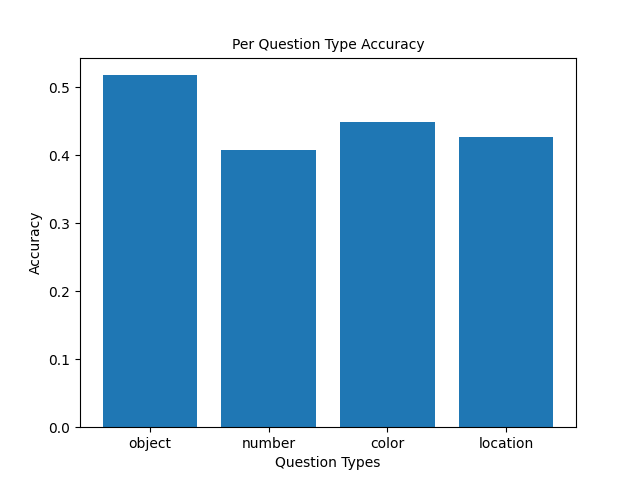 Per Question Type Accuracy
Accuracy
0.5
0.4
0.3
0.2
0.1
0.0
object number color location
Question Types